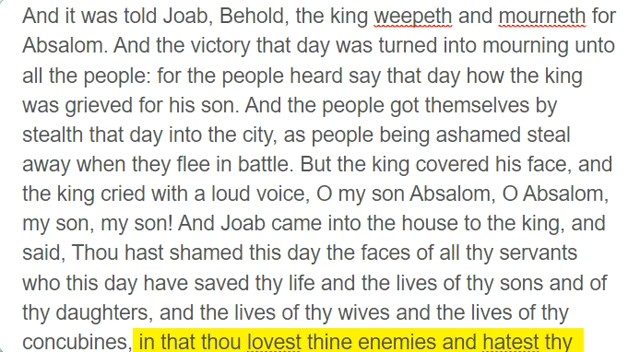 And it was told Joab, Behold, the king weepeth and mourneth for
Absalom. And the victory that day was turned into mourning unto
all the people: for the people heard say that day how the king
was grieved for his son. And the people got themselves by
stealth that day into the city, as people being ashamed steal
away when they flee in battle. But the king covered his face, and
the king cried with a loud voice, O my son Absalom, O Absalom,
my son, my son! And Joab came into the house to the king, and
said, Thou hast shamed this day the faces of all thy servants
who this day have saved thy life and the lives of thy sons and of
thy daughters, and the lives of thy wives and the lives of thy
concubines, in that thou lovest thine enemies and hatest thy